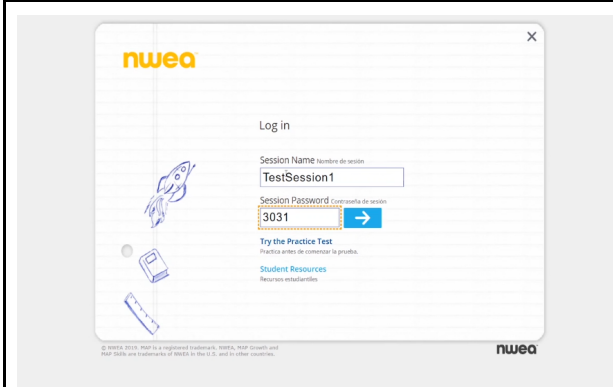 nwea
Log in
Session Name Nombre de sesión
TestSession1
Session Password Contraseña de sesión
3031
Try the Practice Test
Practica antes de comenzar la prueba.
Student Resources
Recursos estudiantiles
© NWEA 2019. MAP is a registered trademark. NWEA, MAP Growth and
MAP Skills are trademarks of NWEA in the U.S. and in other countries.
nwea